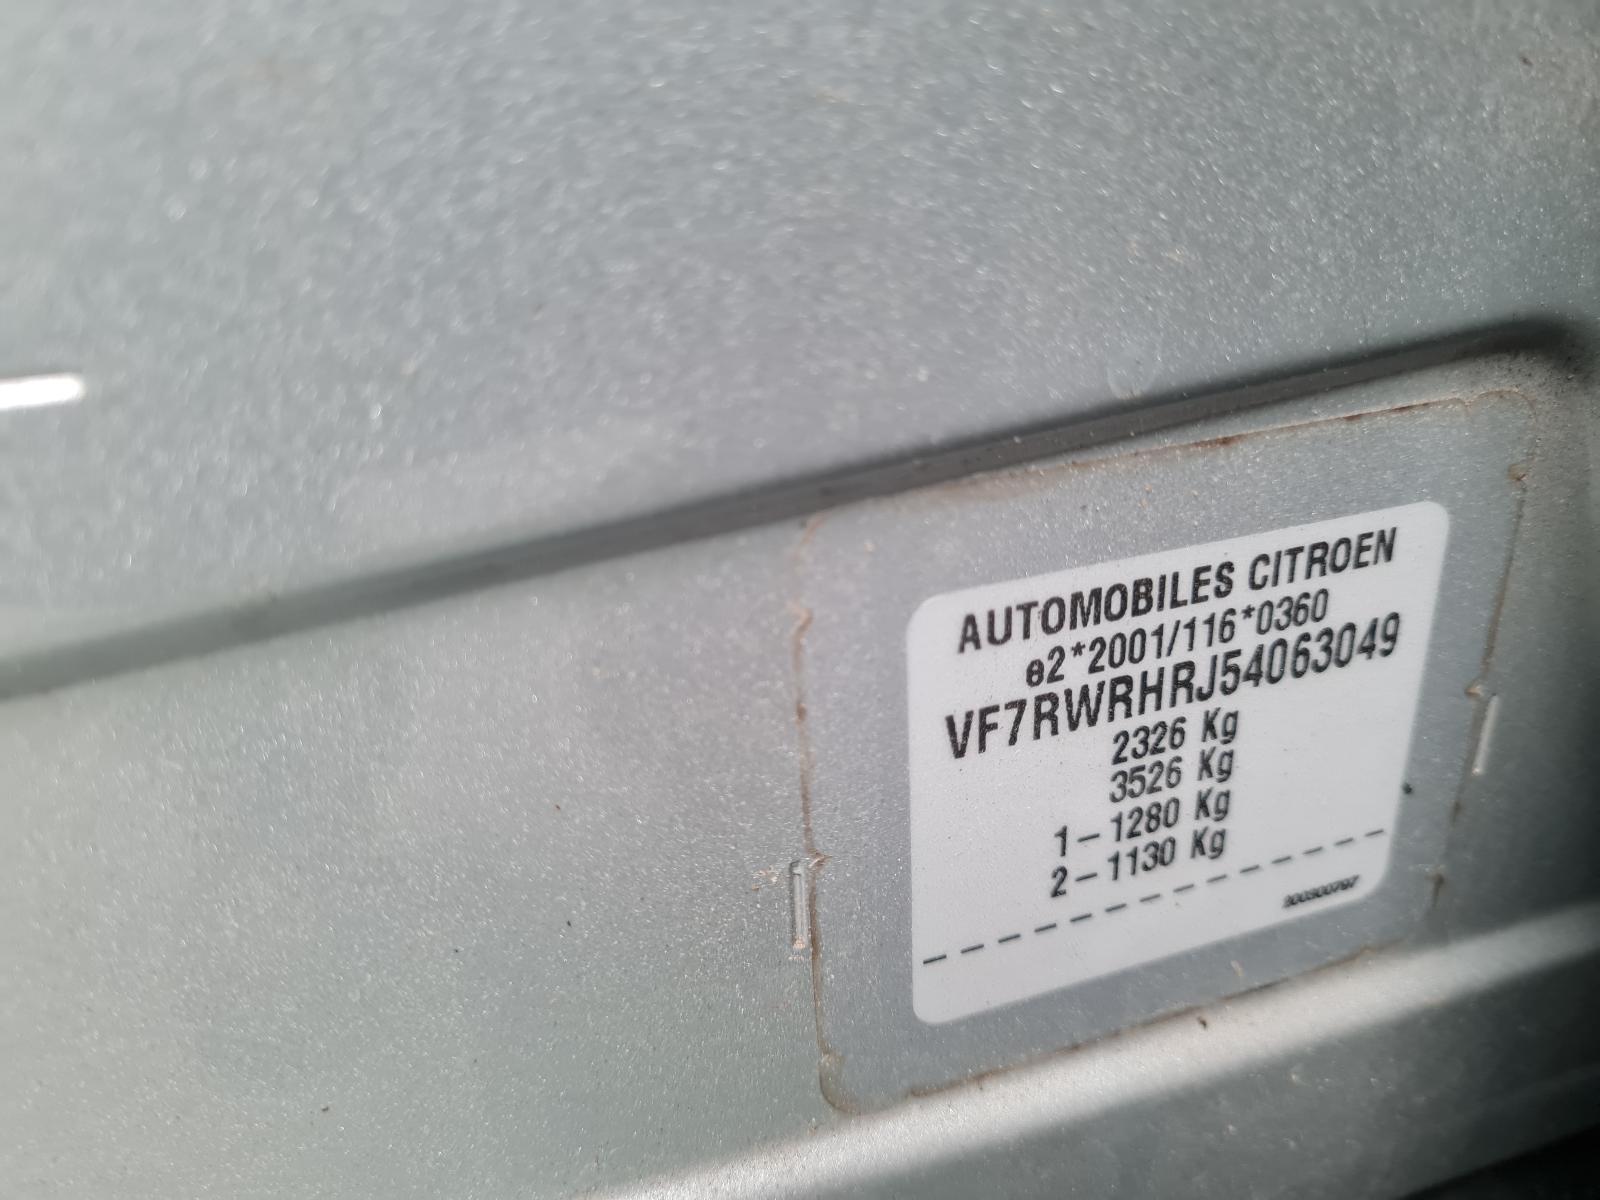 AUTOMOBILES CITROEN
e2*2001/116*0360
VF7RWRHRJ54063049
2326 Kg
3526 Kg
1-1280 Kg
2-1130 Kg